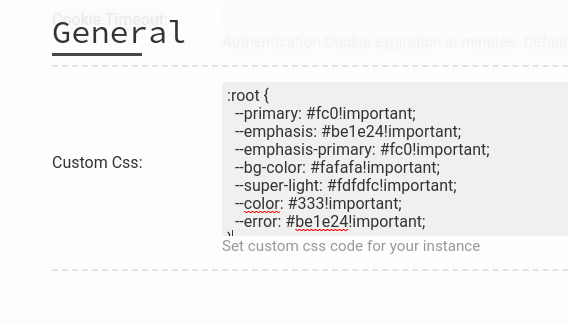 Cookie Timeout:
General
Authentication Cookie expiration in minutes. Defaul
Custom Css:
:root {
--primary: #fc0!important;
--emphasis: #be1e24!important;
--emphasis-primary: #fc0!important;
--bg-color: #fafafa!important;
--super-light: #fdfdfc!important;
--color: #333!important;
--error: #be1e24!important;
}
Set custom css code for your instance